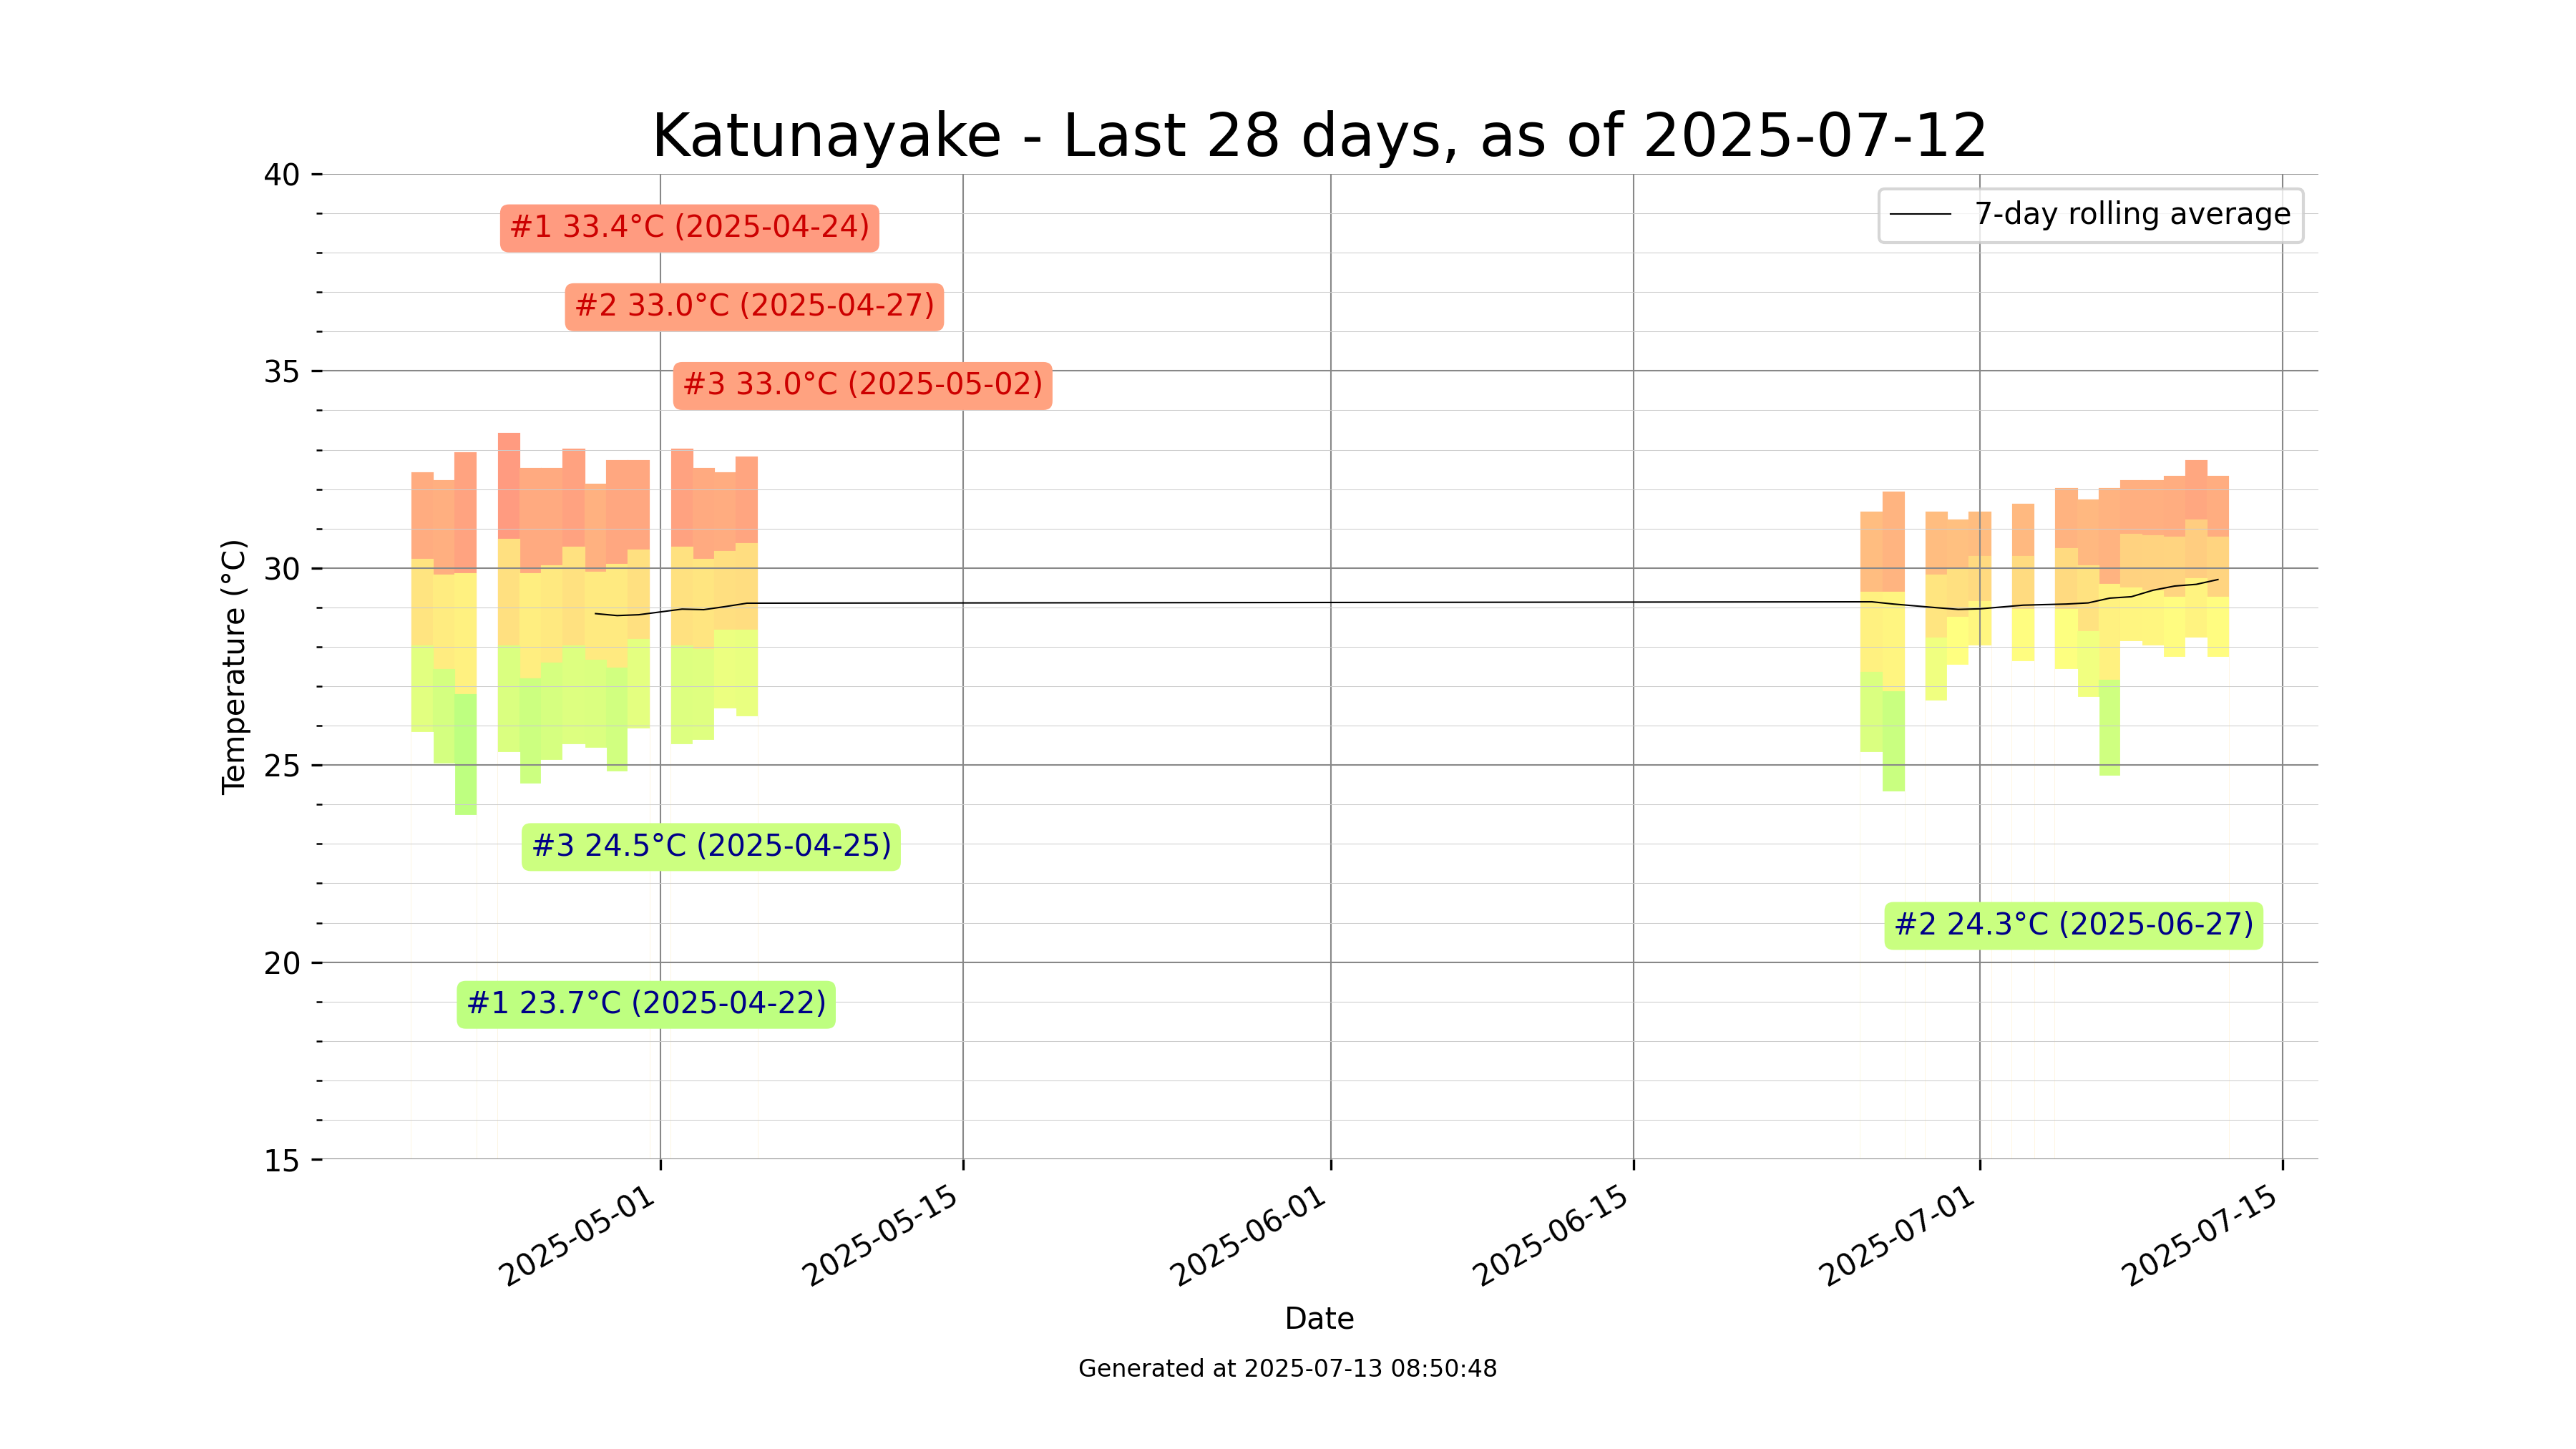 Katunayake - Last 28 days, as of 2025-07-12
40
35
30
25
20
15
Temperature (°C)
7-day rolling average
#1 33.4°C (2025-04-24)
#2 33.0°C (2025-04-27)
#3 33.0°C (2025-05-02)
#3 24.5°C (2025-04-25)
#2 24.3°C (2025-06-27)
#1 23.7°C (2025-04-22)
2025-05-01
2025-05-15
2025-06-01
2025-06-15
2025-07-01
2025-07-15
Date
Generated at 2025-07-13 08:50:48